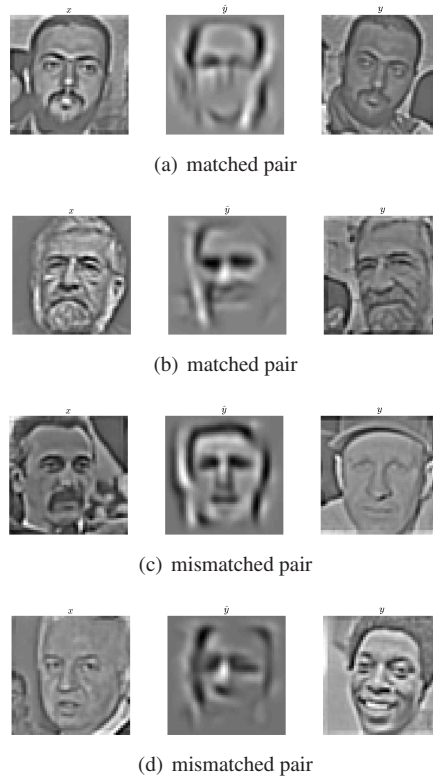 x ŷ y
(a) matched pair
x ŷ y
(b) matched pair
x ŷ y
(c) mismatched pair
x ŷ y
(d) mismatched pair